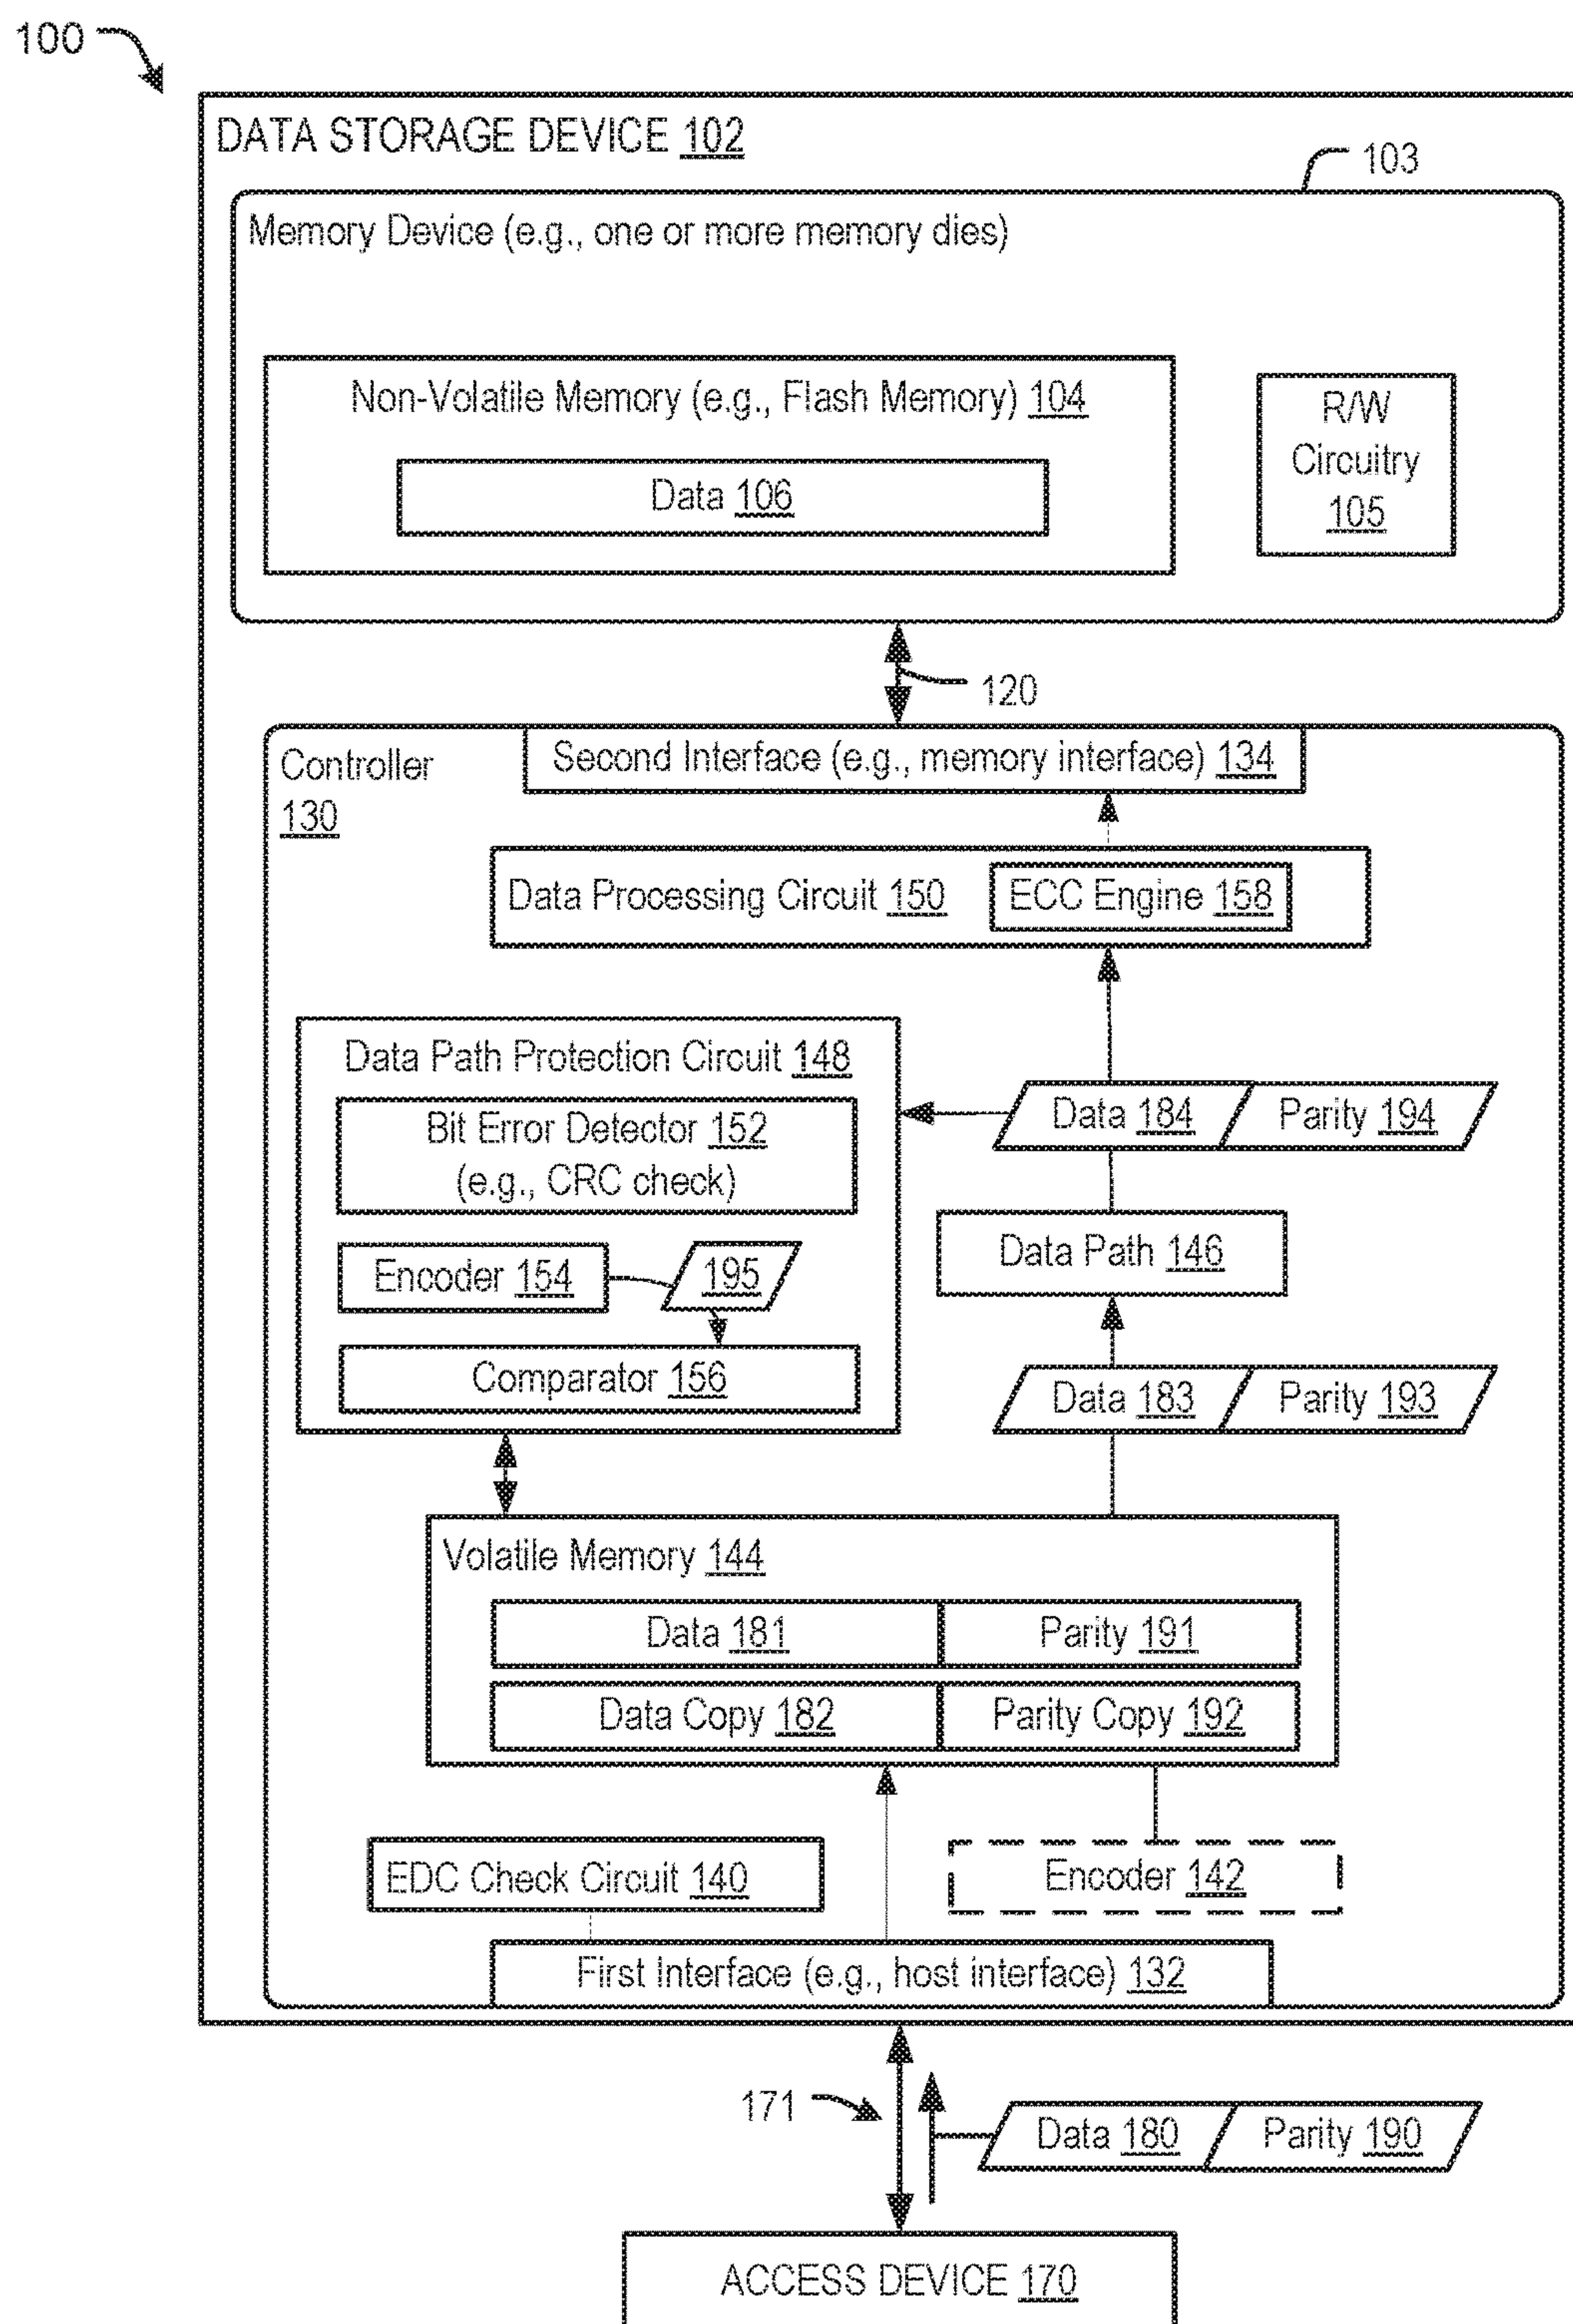 100
DATA STORAGE DEVICE 102
103
Memory Device (e.g., one or more memory dies)
Non-Volatile Memory (e.g., Flash Memory) 104
Data 106
R/W
Circuitry
105
120
Controller
130
Second Interface (e.g., memory interface) 134
Data Processing Circuit 150
ECC Engine 158
Data Path Protection Circuit 148
Bit Error Detector 152
(e.g., CRC check)
Data 184
Parity 194
Encoder 154
195
Data Path 146
Comparator 156
Data 183
Parity 193
Volatile Memory 144
Data 181
Parity 191
Data Copy 182
Parity Copy 192
EDC Check Circuit 140
Encoder 142
First Interface (e.g., host interface) 132
171
Data 180
Parity 190
ACCESS DEVICE 170